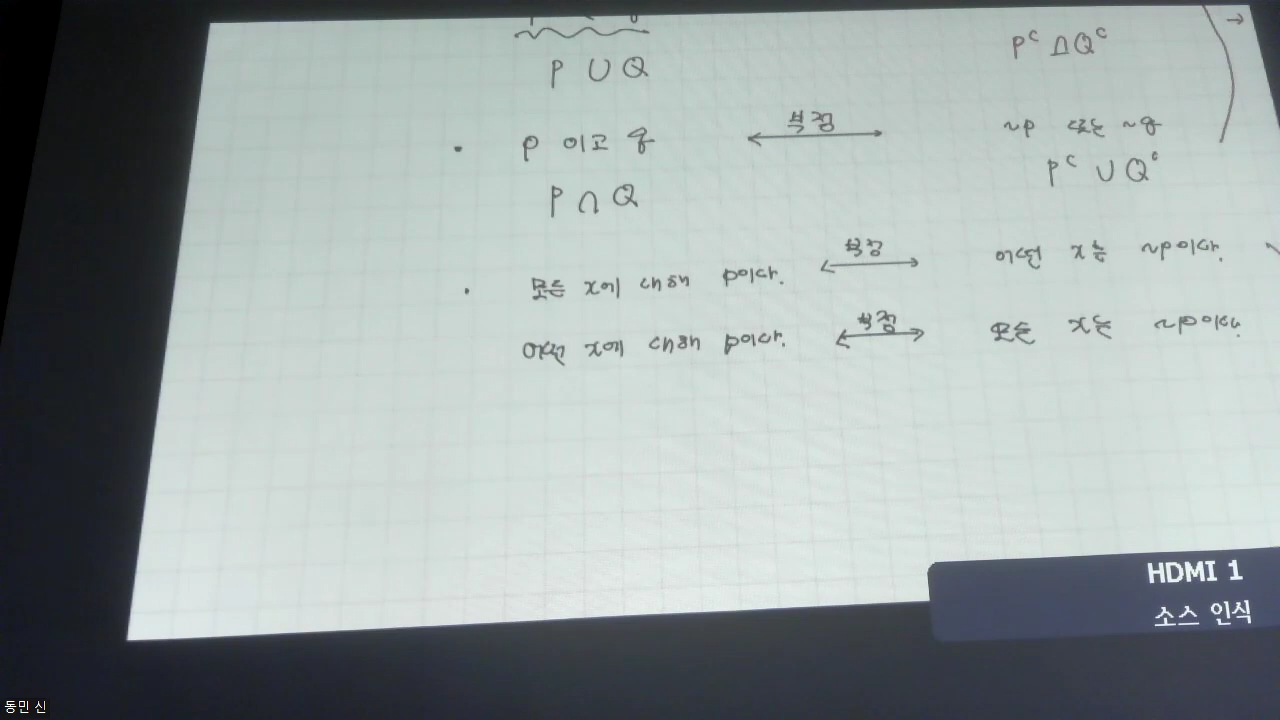 P ∪ Q
P^c ∩ Q^c
→
• p 이고 q
부정
~p 또는 ~q
P ∩ Q
P^c ∪ Q^c
• 모든 x에 대해 p이다.
부정
어떤 x는 ~p이다.
어떤 x에 대해 p이다.
부정
모든 x는 ~p이다.
HDMI 1
소스 인식
동민 신